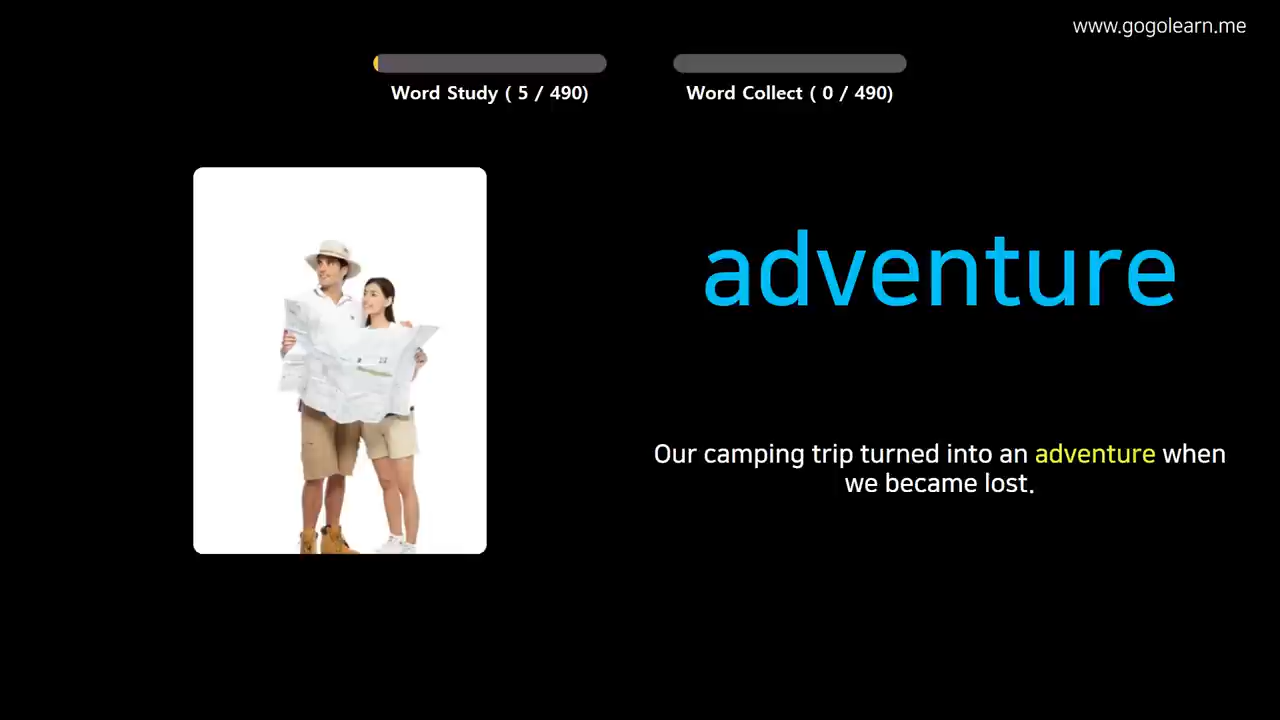 www.gogolearn.me
Word Study ( 5 / 490)
Word Collect ( 0 / 490)
adventure
Our camping trip turned into an adventure when
we became lost.